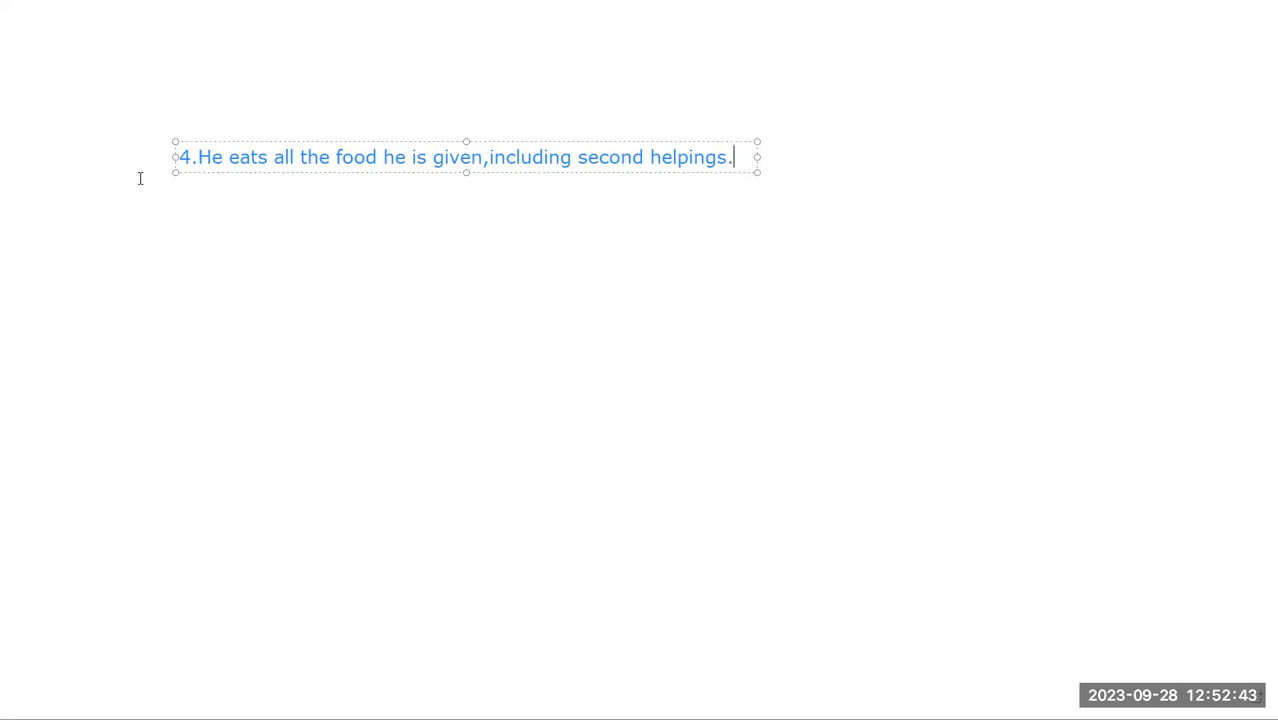 4.He eats all the food he is given,including second helpings.
2023-09-28 12:52:43